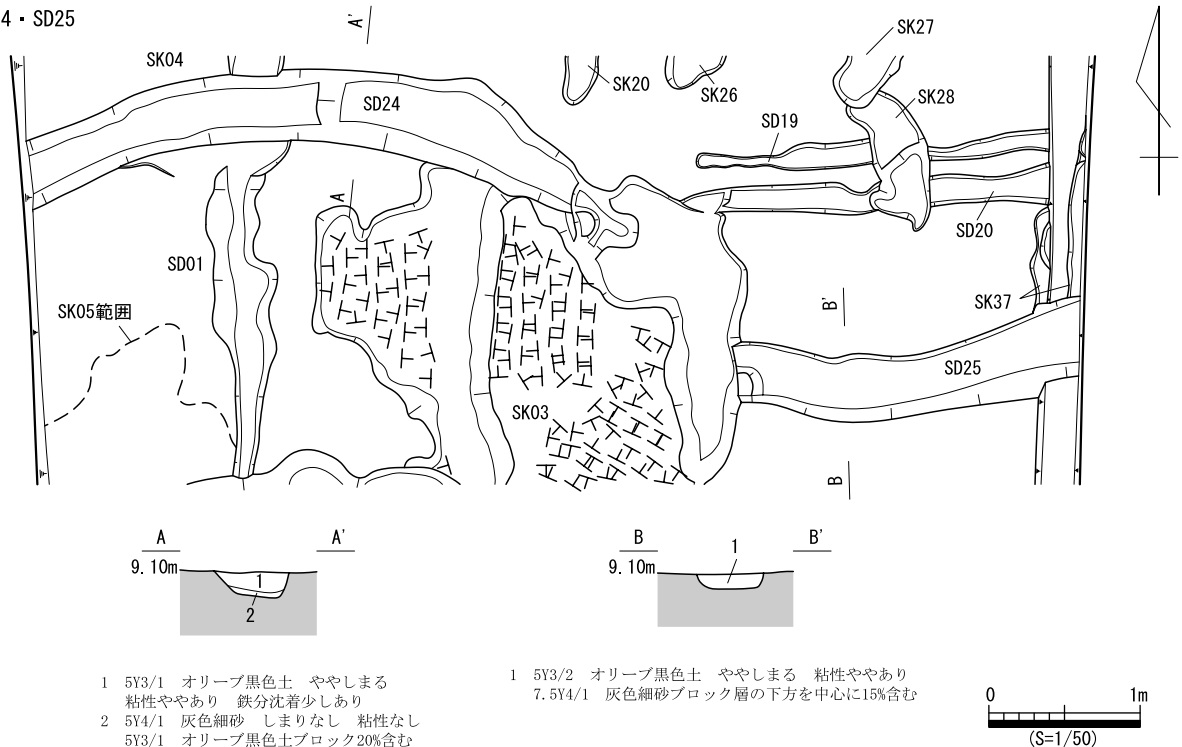 4・SD25
A'
SK27
SK04
SK20
SK26
SK28
SD24
SD19
A
SD20
SD01
SK37
B'
SK05範囲
SD25
SK03
B
A A'
9.10m
1
2
B B'
1
9.10m
1 5Y3/1 オリーブ黒色土 ややしまる
粘性ややあり 鉄分沈着少しあり
2 5Y4/1 灰色細砂 しまりなし 粘性なし
5Y3/1 オリーブ黒色土ブロック20%含む
1 5Y3/2 オリーブ黒色土 ややしまる 粘性ややあり
7.5Y4/1 灰色細砂ブロック層の下方を中心に15%含む
0 1m
(S=1/50)